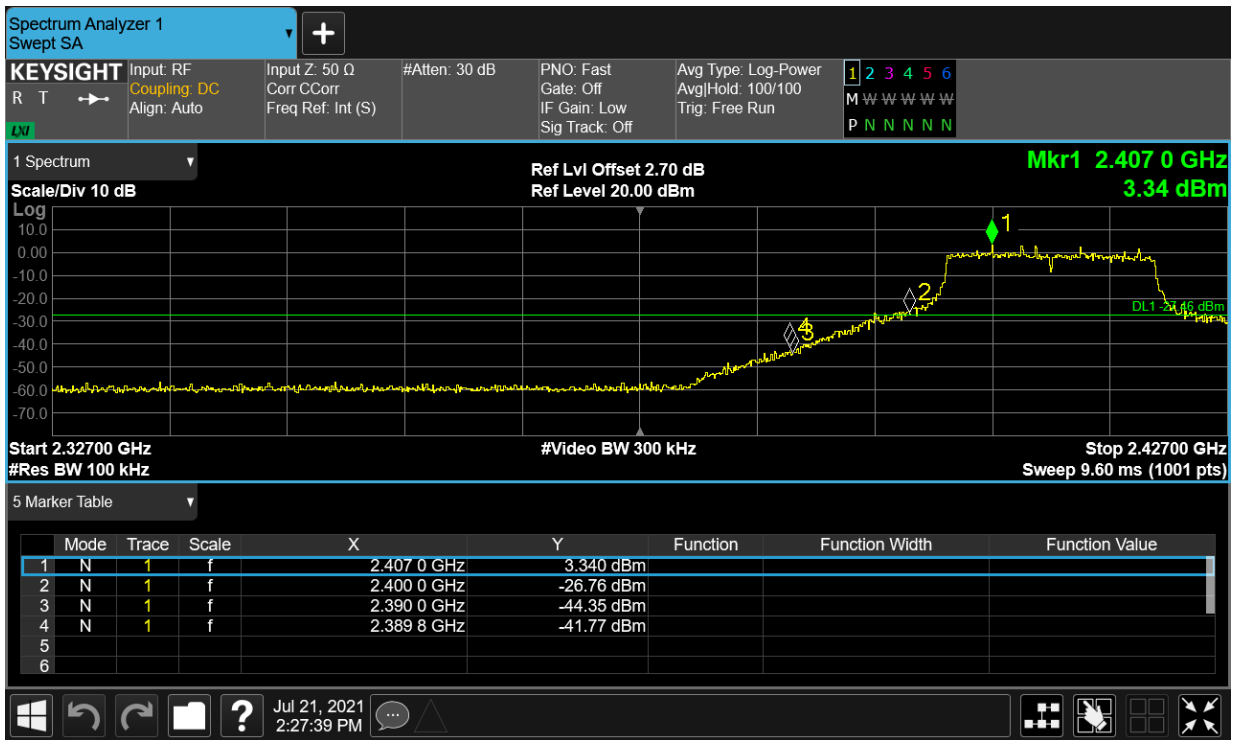 Spectrum Analyzer 1
Swept SA
KEYSIGHT
R T
LXI
Input: RF
Coupling: DC
Align: Auto
Input Z: 50 Ω
Corr CCorr
Freq Ref: Int (S)
#Atten: 30 dB
PNO: Fast
Gate: Off
IF Gain: Low
Sig Track: Off
Avg Type: Log-Power
Avg|Hold: 100/100
Trig: Free Run
1 2 3 4 5 6
M W W W W W
P N N N N N
1 Spectrum
Scale/Div 10 dB
Ref Lvl Offset 2.70 dB
Ref Level 20.00 dBm
Mkr1 2.407 0 GHz
3.34 dBm
Log
10.0
0.00
-10.0
-20.0
-30.0
-40.0
-50.0
-60.0
-70.0
1
2
4
3
DL1 -27.46 dBm
Start 2.32700 GHz
#Res BW 100 kHz
#Video BW 300 kHz
Stop 2.42700 GHz
Sweep 9.60 ms (1001 pts)
5 Marker Table
Mode Trace Scale X Y Function Function Width Function Value
1 N 1 f 2.407 0 GHz 3.340 dBm
2 N 1 f 2.400 0 GHz -26.76 dBm
3 N 1 f 2.390 0 GHz -44.35 dBm
4 N 1 f 2.389 8 GHz -41.77 dBm
5
6
?
Jul 21, 2021
2:27:39 PM